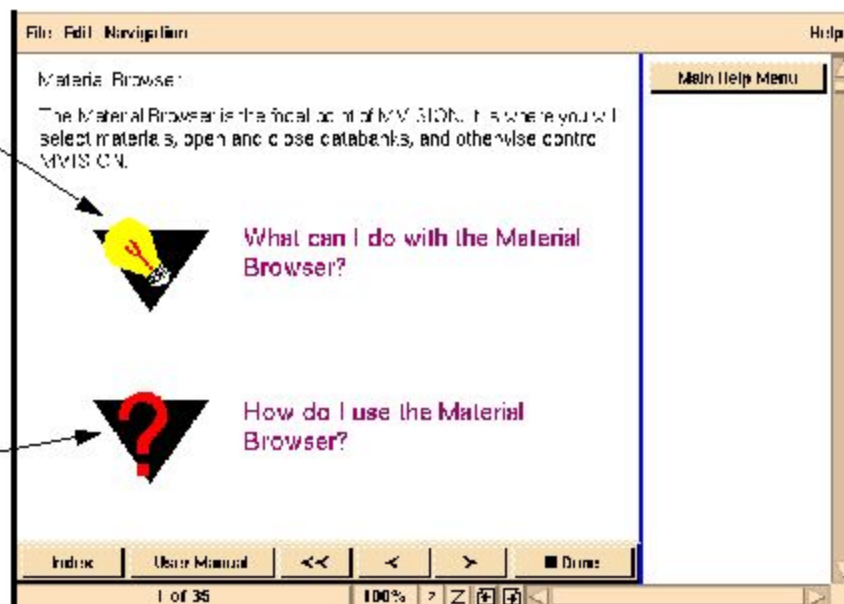 File Edit Navigation Help
Material Browser
Main Help Menu
The Material Browser is the focal point of MVISION. It is where you will
select materials, open and close databanks, and otherwise control
MVISION.
What can I do with the Material
Browser?
How do I use the Material
Browser?
Index User Manual << < > Done
1 of 35 100% ? Z